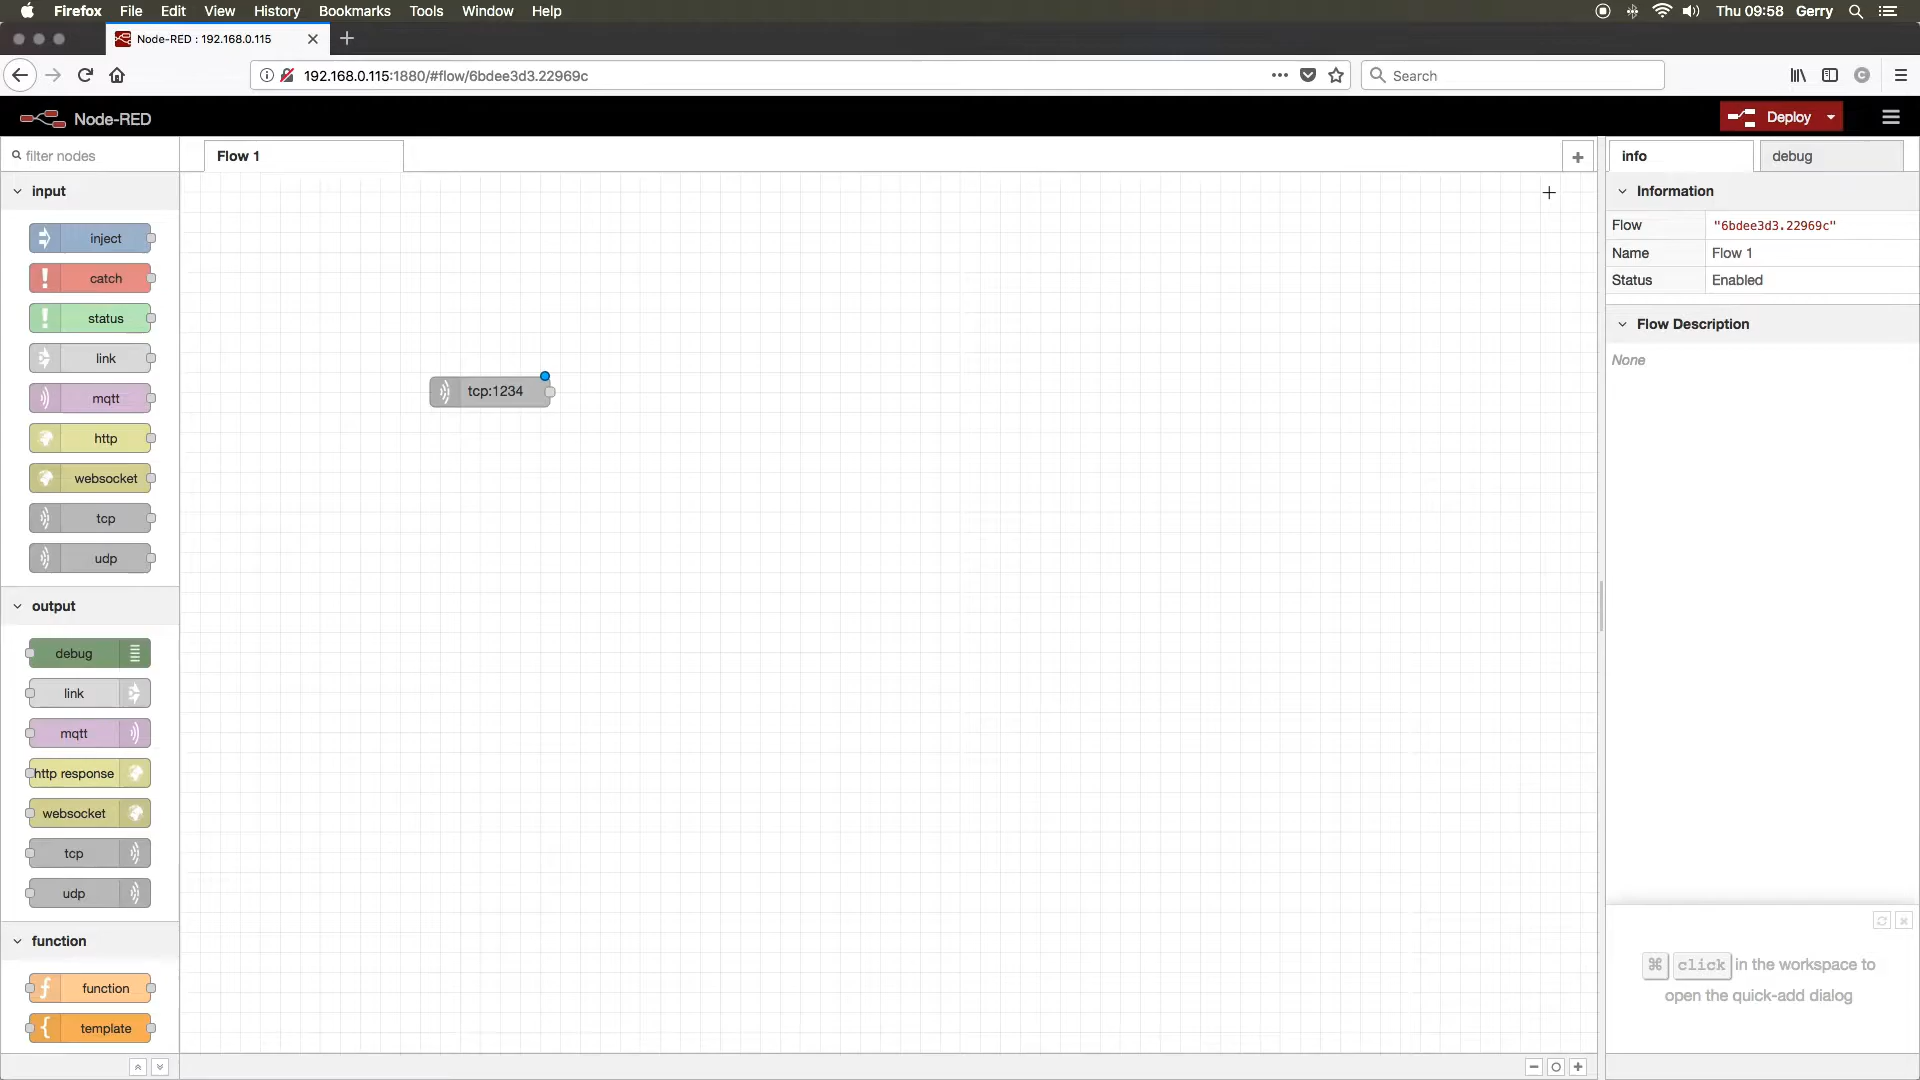 Firefox File Edit View History Bookmarks Tools Window Help Thu 09:58 Gerry
Node-RED : 192.168.0.115
192.168.0.115:1880/#flow/6bdee3d3.22969c
Search
Node-RED
Deploy
filter nodes
Flow 1
info
debug
input
inject
catch
status
link
mqtt
http
websocket
tcp
udp
output
debug
link
mqtt
http response
websocket
tcp
udp
function
function
template
tcp:1234
Information
Flow "6bdee3d3.22969c"
Name Flow 1
Status Enabled
Flow Description
None
⌘ click in the workspace to
open the quick-add dialog